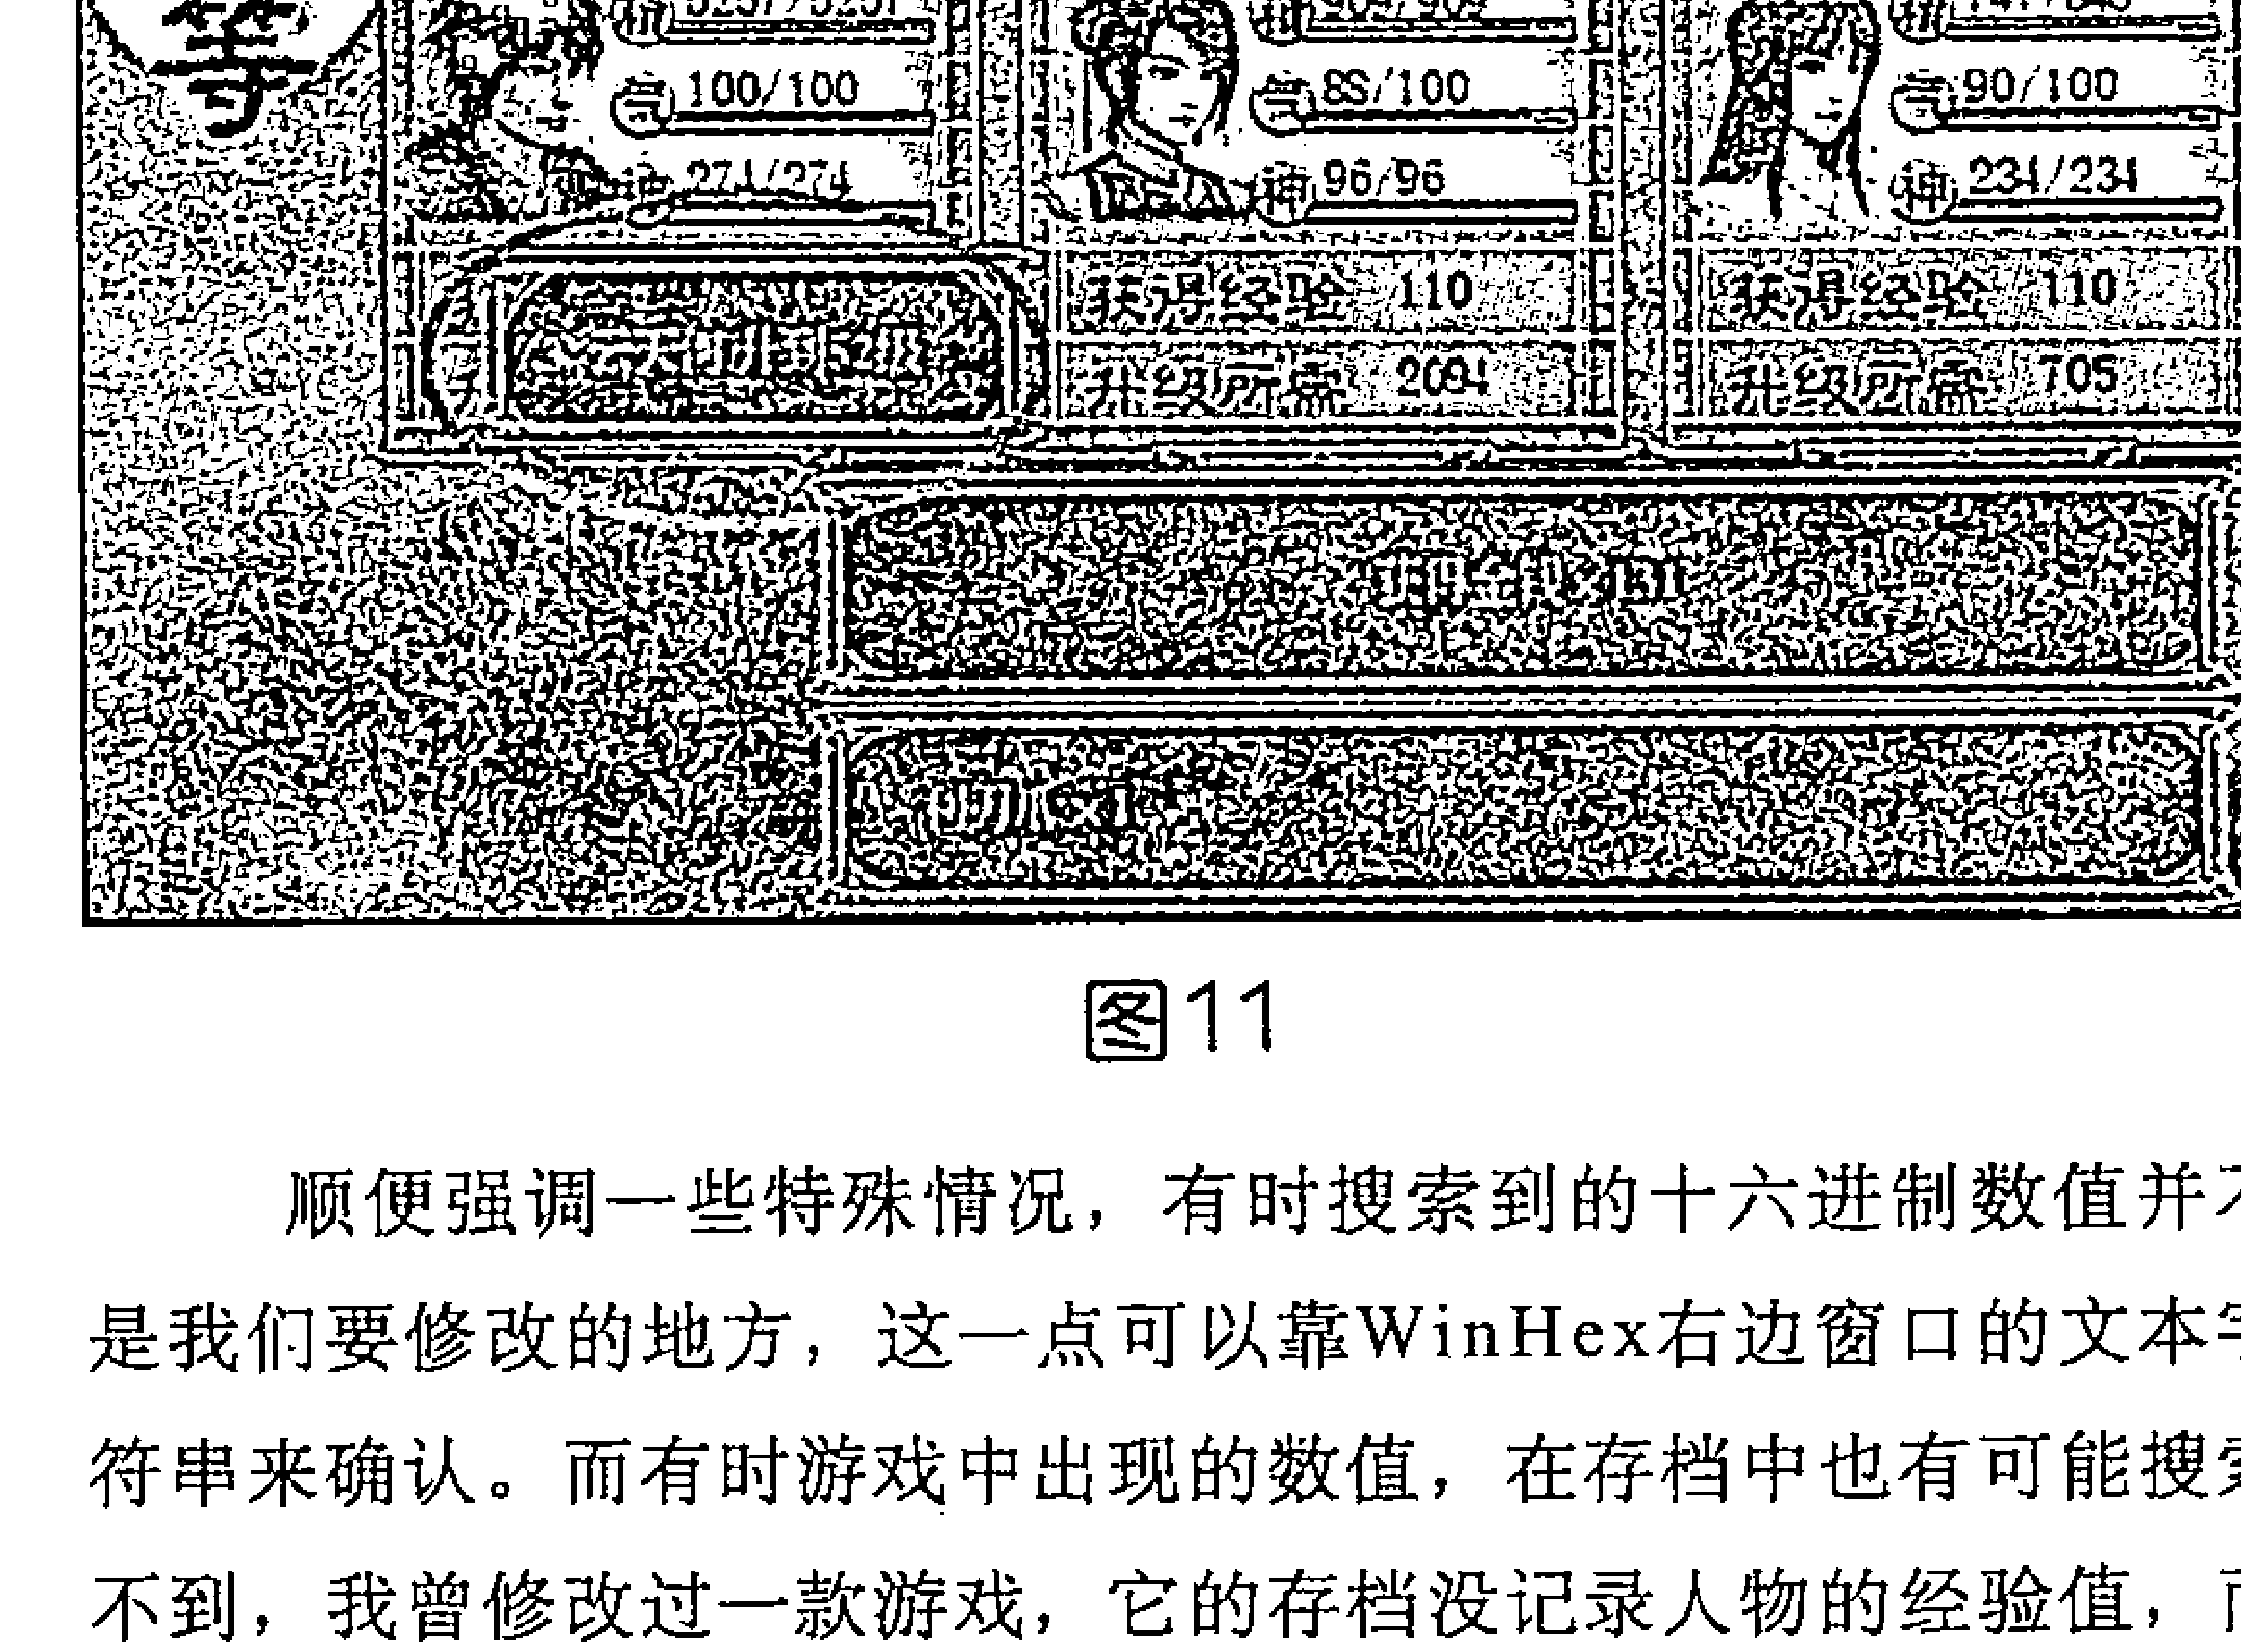 等
100/100
88/100
90/100
神 96/96
神 234/234
获得经验 110
获得经验 110
升级所需 2094
升级所需 705
图11
顺便强调一些特殊情况，有时搜索到的十六进制数值并不
是我们要修改的地方，这一点可以靠WinHex右边窗口的文本字
符串来确认。而有时游戏中出现的数值，在存档中也有可能搜索
不到，我曾修改过一款游戏，它的存档没记录人物的经验值，而